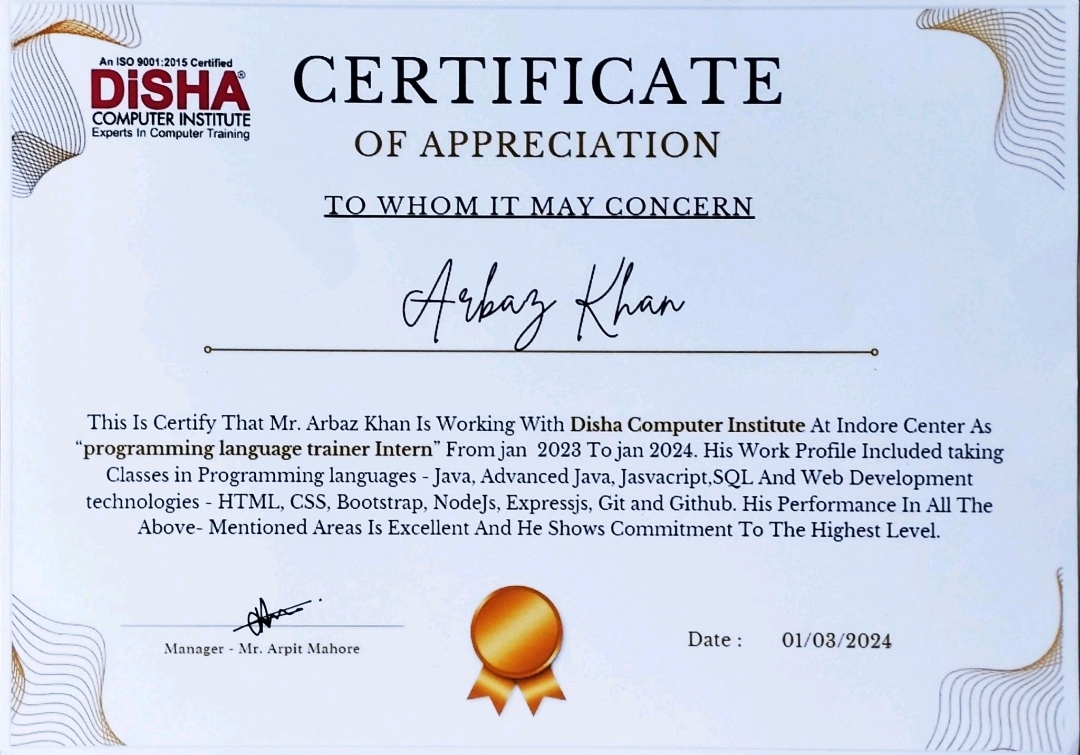 An ISO 9001:2015 Certified
DiSHA®
COMPUTER INSTITUTE
Experts In Computer Training
CERTIFICATE
OF APPRECIATION
TO WHOM IT MAY CONCERN
Arbaz Khan
This Is Certify That Mr. Arbaz Khan Is Working With Disha Computer Institute At Indore Center As
“programming language trainer Intern” From jan 2023 To jan 2024. His Work Profile Included taking
Classes in Programming languages - Java, Advanced Java, Jasvacript,SQL And Web Development
technologies - HTML, CSS, Bootstrap, NodeJs, Expressjs, Git and Github. His Performance In All The
Above- Mentioned Areas Is Excellent And He Shows Commitment To The Highest Level.
Manager - Mr. Arpit Mahore
Date : 01/03/2024